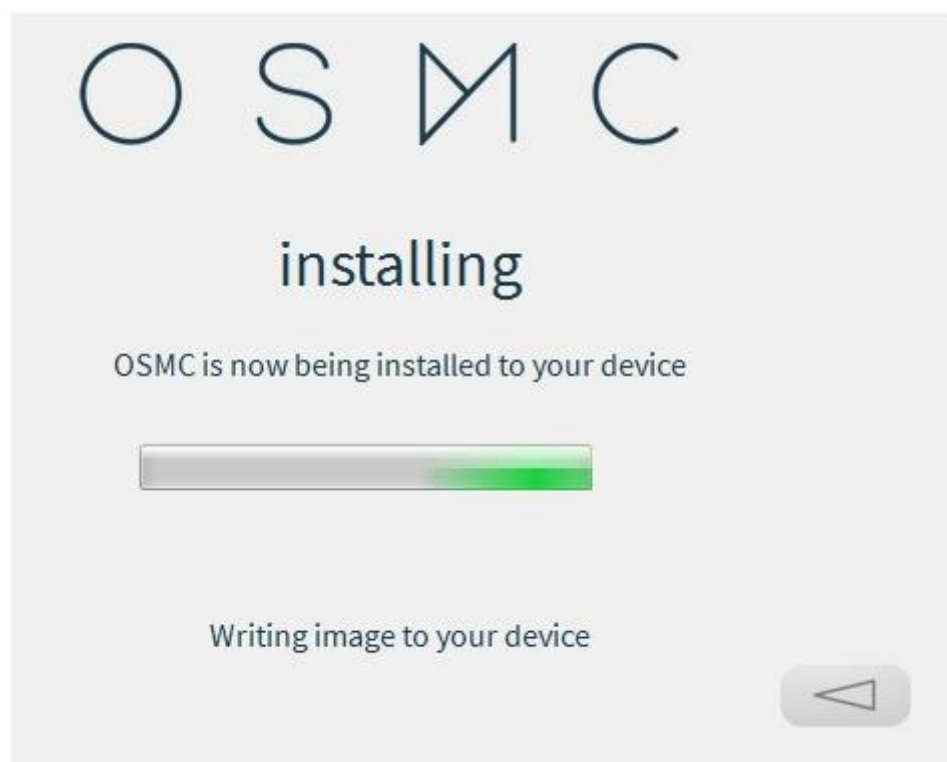 OSMC
installing
OSMC is now being installed to your device
Writing image to your device